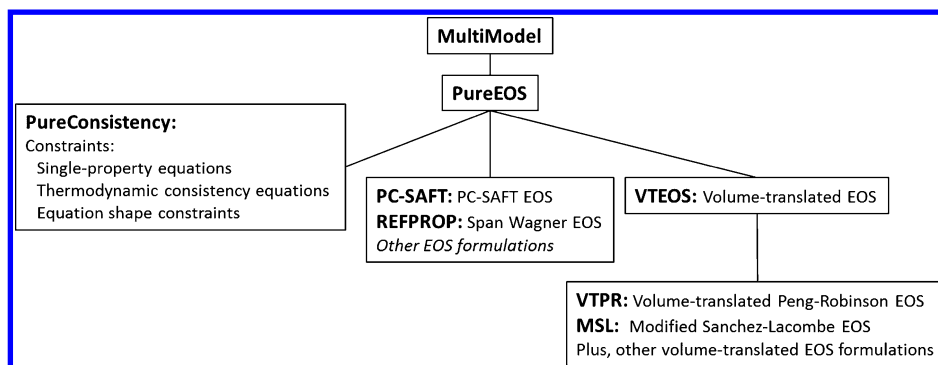 MultiModel
PureEOS
PureConsistency:
Constraints:
Single-property equations
Thermodynamic consistency equations
Equation shape constraints
PC-SAFT: PC-SAFT EOS
REFPROP: Span Wagner EOS
Other EOS formulations
VTEOS: Volume-translated EOS
VTPR: Volume-translated Peng-Robinson EOS
MSL: Modified Sanchez-Lacombe EOS
Plus, other volume-translated EOS formulations